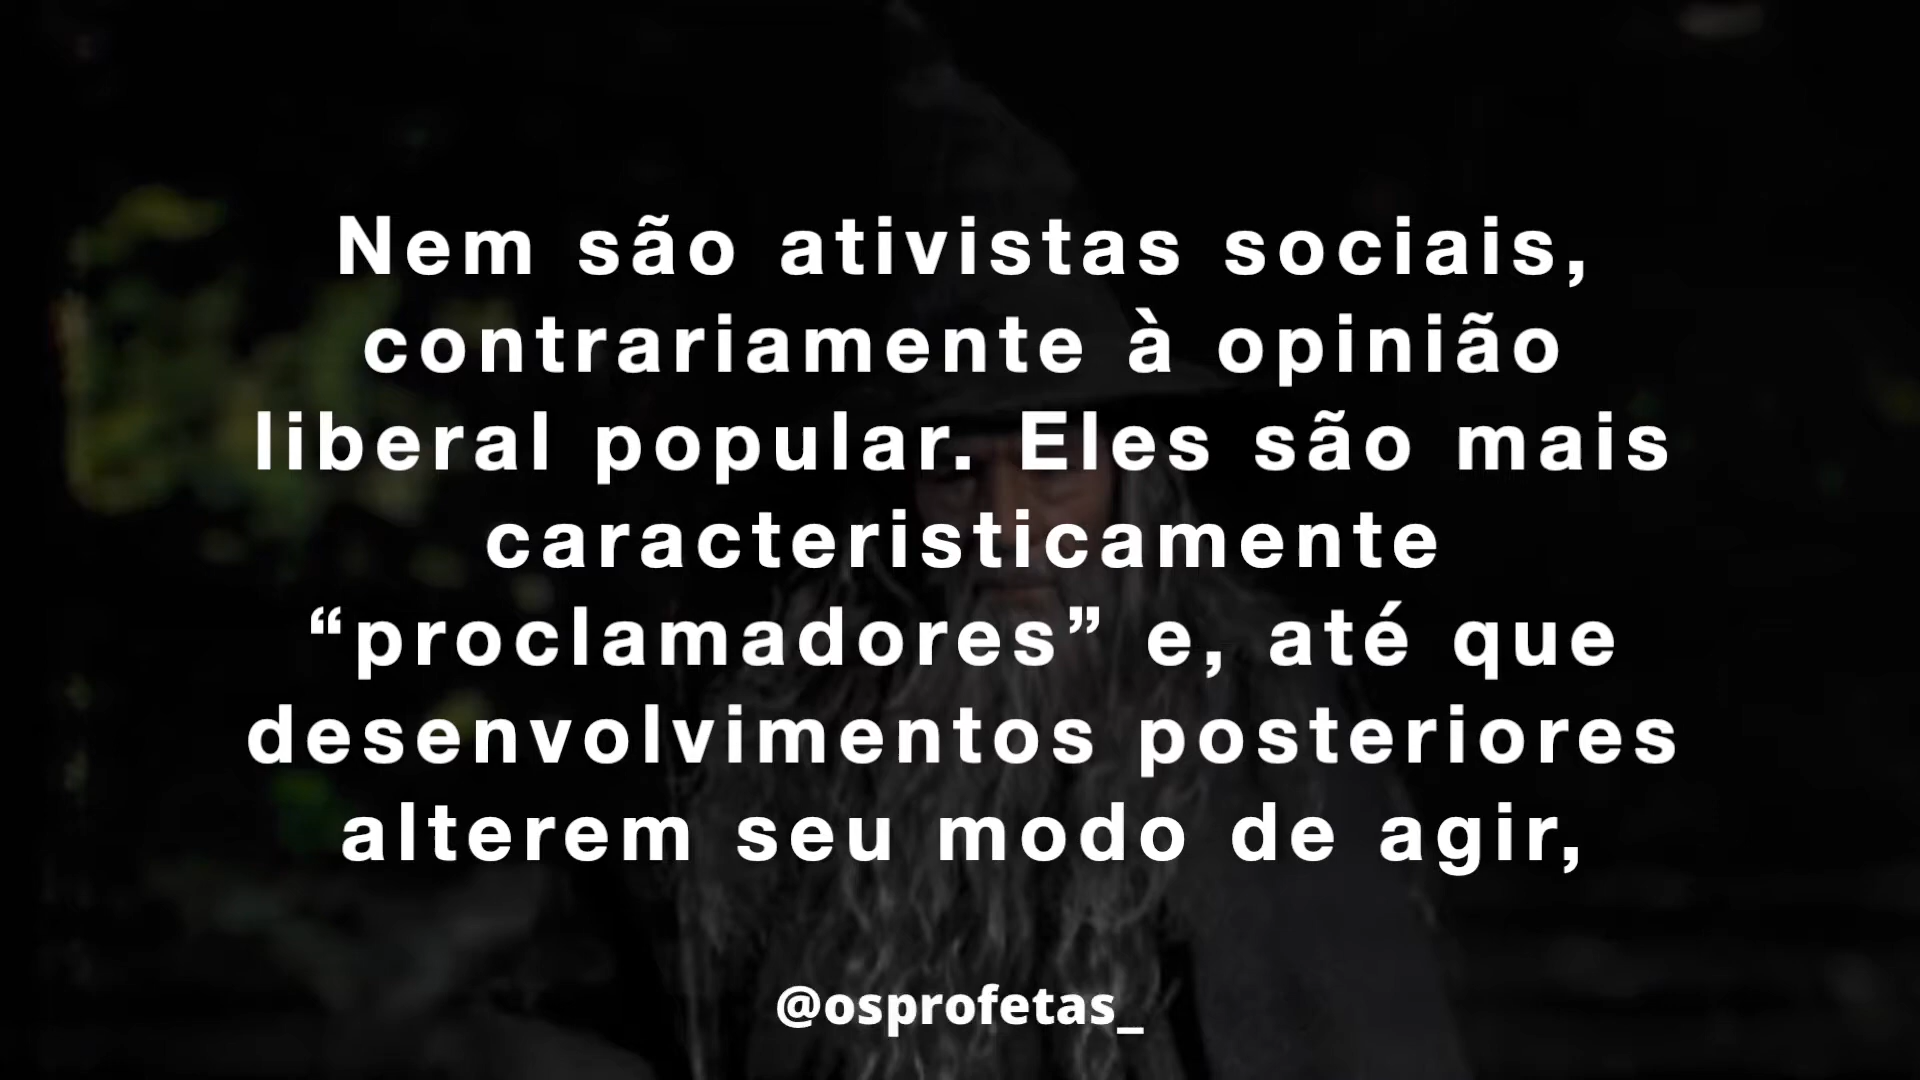 Nem são ativistas sociais,
contrariamente à opinião
liberal popular. Eles são mais
caracteristicamente
“proclamadores” e, até que
desenvolvimentos posteriores
alterem seu modo de agir,
@osprofetas_